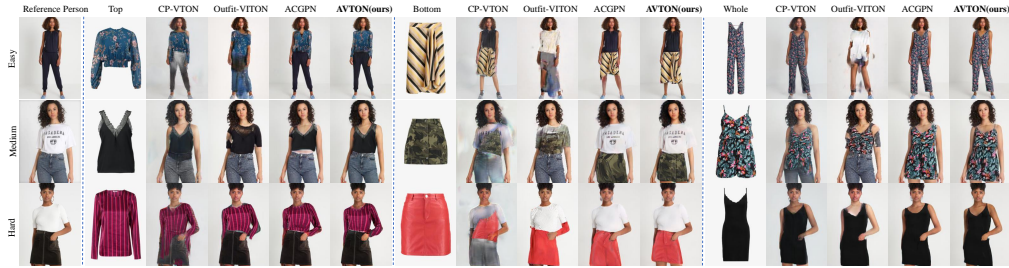 Reference Person Top CP-VTON Outfit-VITON ACGPN AVTON(ours) Bottom CP-VTON Outfit-VITON ACGPN AVTON(ours) Whole CP-VTON Outfit-VITON ACGPN AVTON(ours)
Easy
Medium
Hard